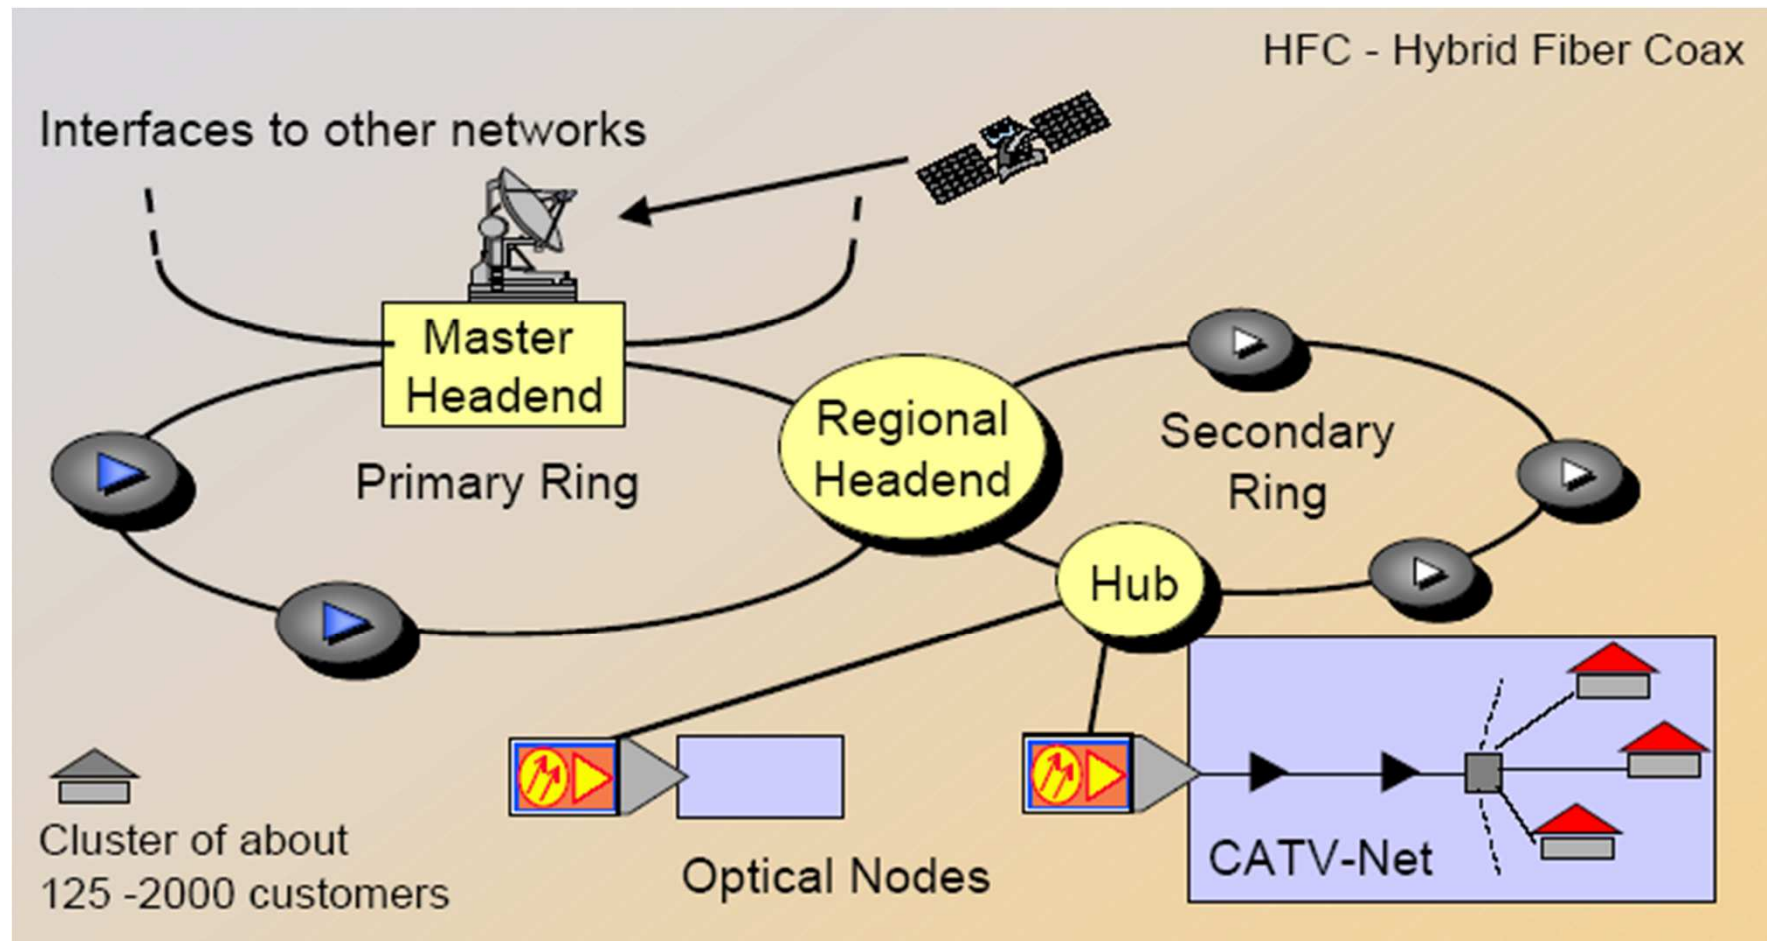 HFC - Hybrid Fiber Coax
Interfaces to other networks
Master
Headend
Regional
Headend
Primary Ring
Secondary
Ring
Hub
Cluster of about
125 -2000 customers
Optical Nodes
CATV-Net